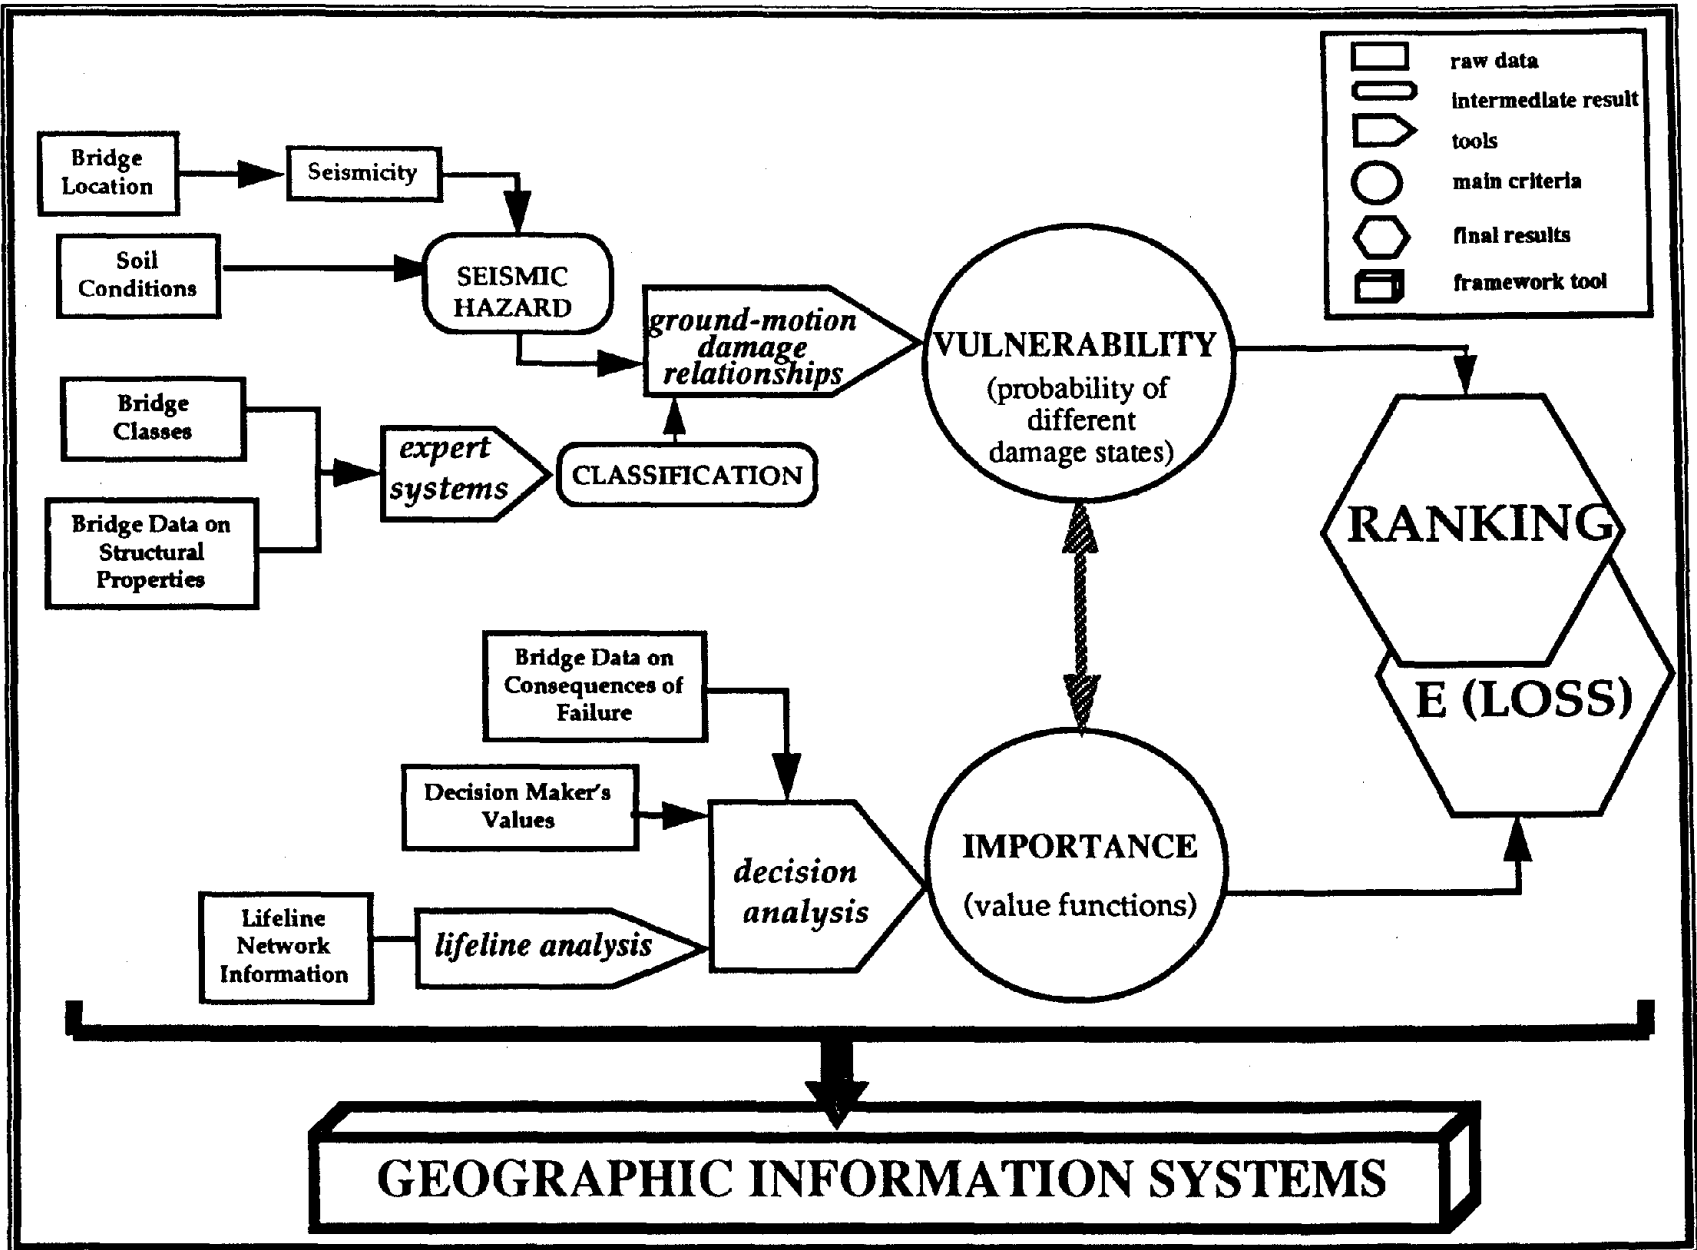 raw data
intermediate result
tools
main criteria
final results
framework tool
Bridge
Location
Seismicity
Soil
Conditions
SEISMIC
HAZARD
ground-motion
damage
relationships
VULNERABILITY
(probability of
different
damage states)
Bridge
Classes
expert
systems
CLASSIFICATION
Bridge Data on
Structural
Properties
RANKING
E (LOSS)
Bridge Data on
Consequences of
Failure
Decision Maker's
Values
decision
analysis
IMPORTANCE
(value functions)
Lifeline
Network
Information
lifeline analysis
GEOGRAPHIC INFORMATION SYSTEMS